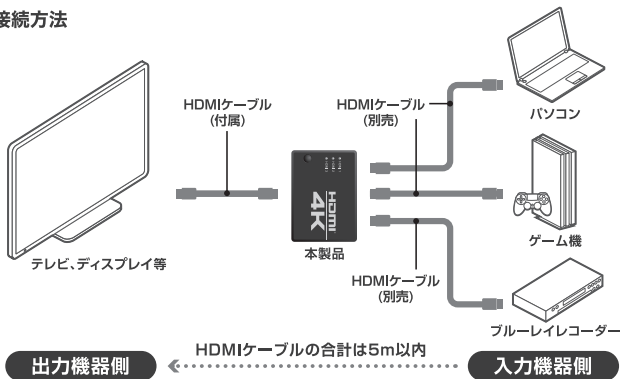 接続方法
HDMIケーブル
(付属)
HDMIケーブル
(別売)
パソコン
HDMI
4K
本製品
ゲーム機
テレビ、ディスプレイ等
HDMIケーブル
(別売)
ブルーレイレコーダー
出力機器側
HDMIケーブルの合計は5m以内
入力機器側